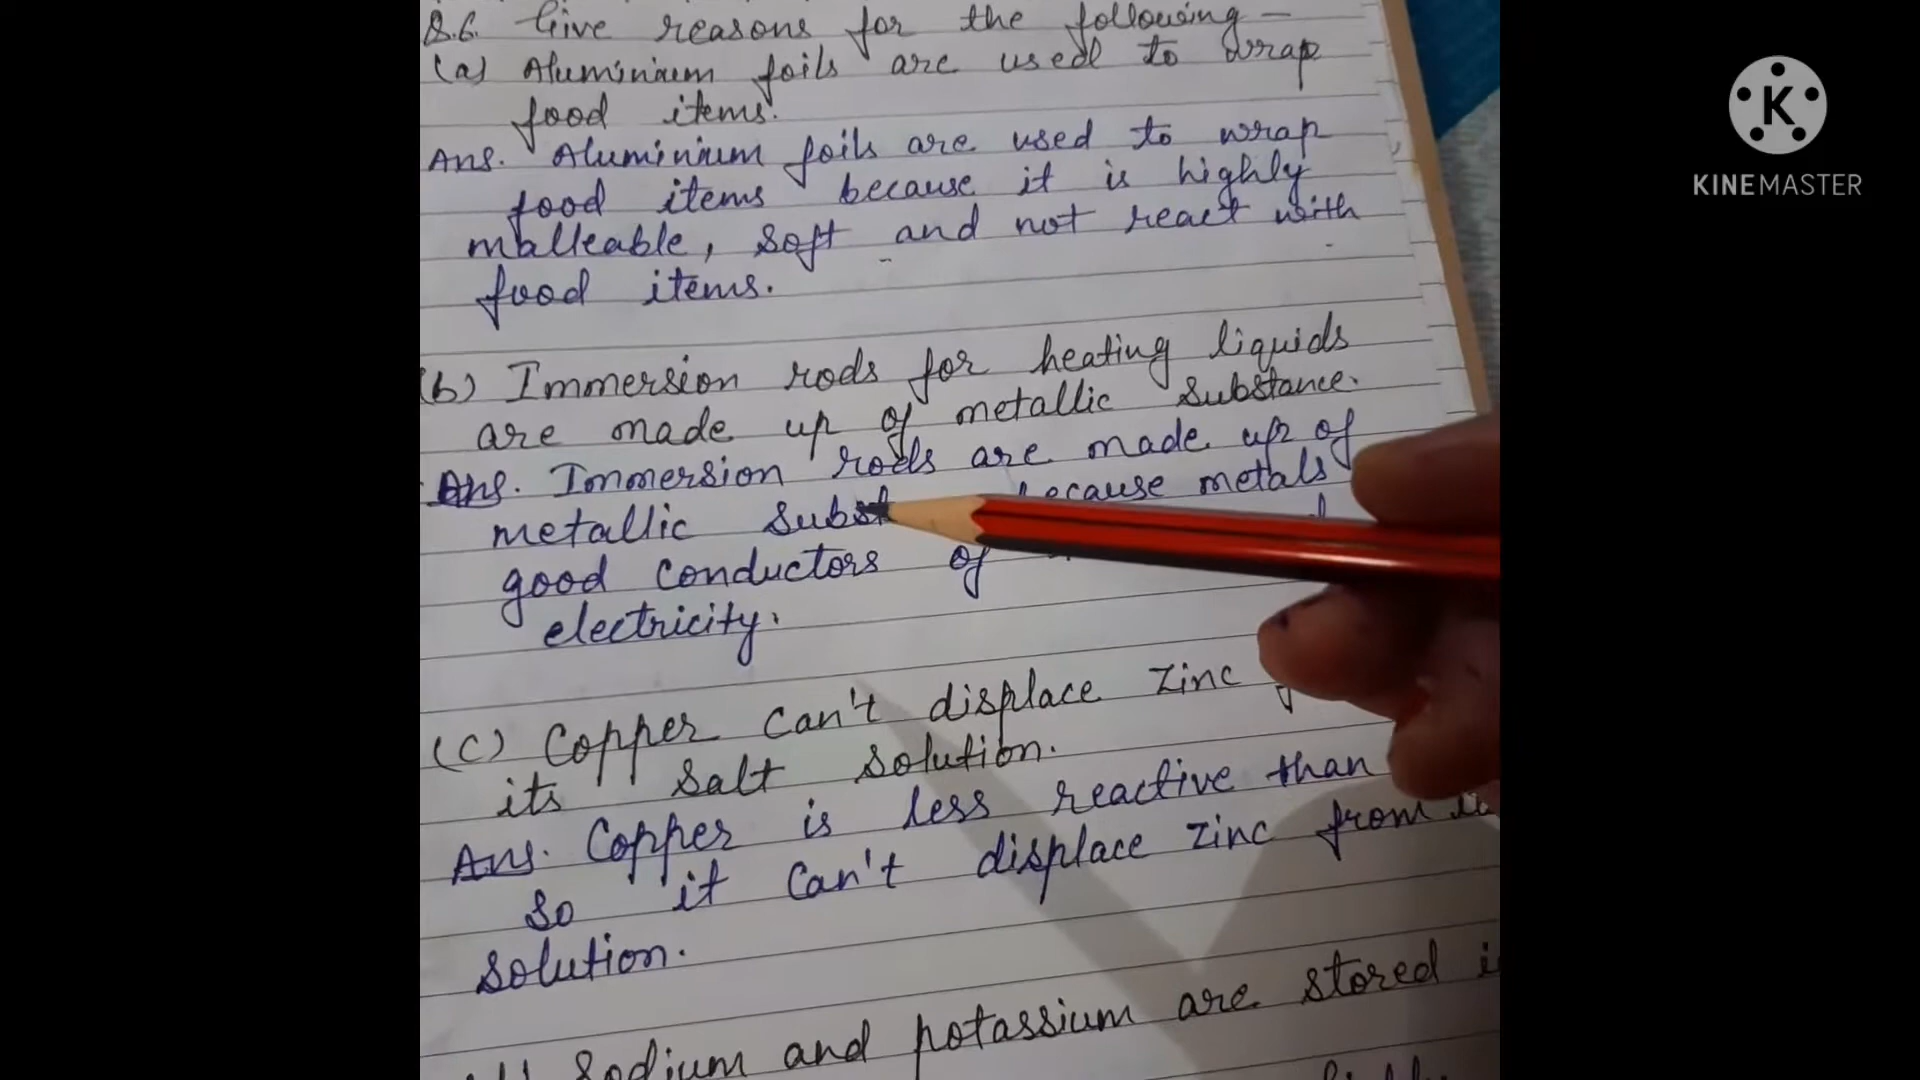 Q.6. Give reasons for the following —
(a) Aluminium foils are used to wrap
food items.
Ans. Aluminium foils are used to wrap
food items because it is highly
malleable, soft and not react with
food items.
(b) Immersion rods for heating liquids
are made up of metallic substance.
Ans. Immersion rods are made up of
metallic because metals
good conductors of
electricity.
(C) Copper can't displace zinc
its salt solution.
Ans. Copper is less reactive than
so it can't displace zinc from
solution.
Sodium and potassium are stored
KINEMASTER